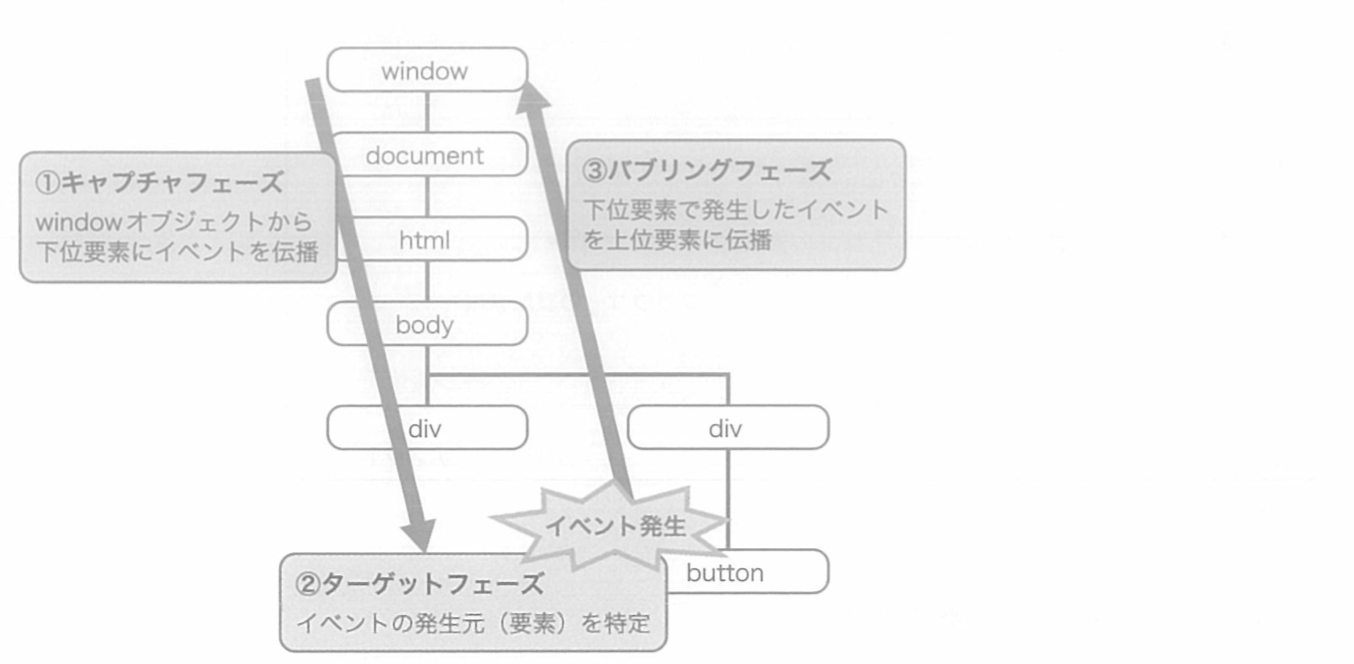 window
document
①キャプチャフェーズ
windowオブジェクトから
下位要素にイベントを伝播
③バブリングフェーズ
下位要素で発生したイベント
を上位要素に伝播
html
body
div
div
イベント発生
button
②ターゲットフェーズ
イベントの発生元（要素）を特定